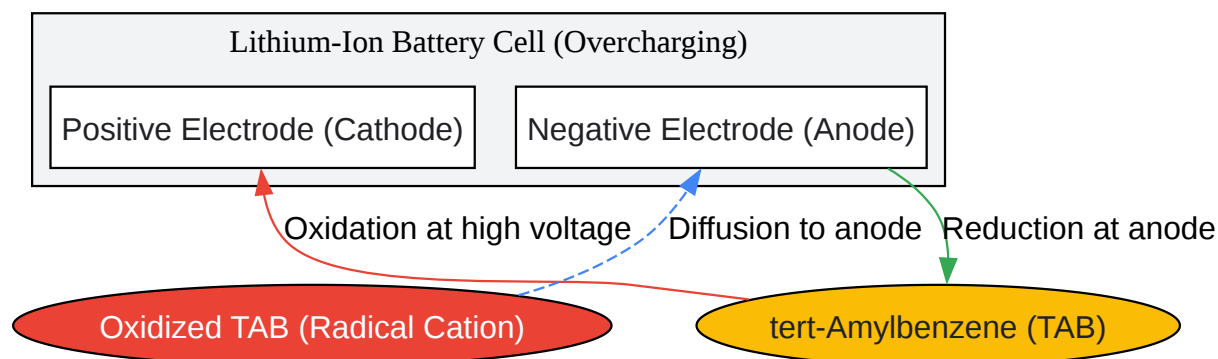 Lithium-Ion Battery Cell (Overcharging)
Positive Electrode (Cathode)
Negative Electrode (Anode)
Oxidation at high voltage
Diffusion to anode
Reduction at anode
Oxidized TAB (Radical Cation)
tert-Amylbenzene (TAB)